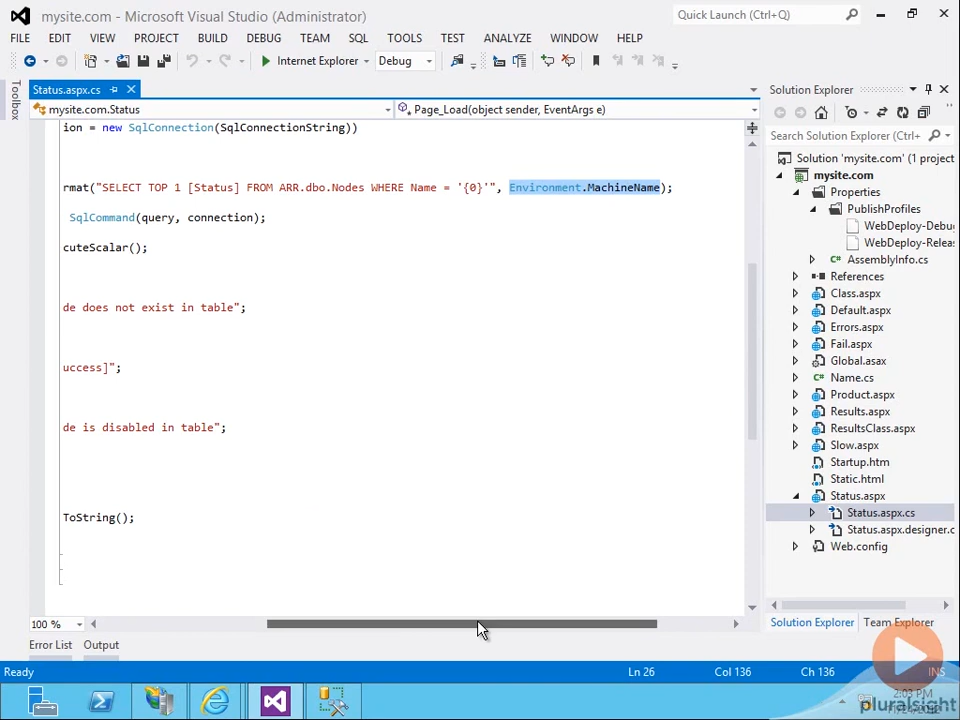 mysite.com - Microsoft Visual Studio (Administrator)
Quick Launch (Ctrl+Q)
FILE EDIT VIEW PROJECT BUILD DEBUG TEAM SQL TOOLS TEST ANALYZE WINDOW HELP
Internet Explorer Debug
Toolbox
Status.aspx.cs
mysite.com.Status
Page_Load(object sender, EventArgs e)
ion = new SqlConnection(SqlConnectionString))
rmat("SELECT TOP 1 [Status] FROM ARR.dbo.Nodes WHERE Name = '{0}'", Environment.MachineName);
SqlCommand(query, connection);
cuteScalar();
de does not exist in table";
uccess]";
de is disabled in table";
ToString();
100 %
Error List Output
Solution Explorer
Search Solution Explorer (Ctrl+
Solution 'mysite.com' (1 project
mysite.com
Properties
PublishProfiles
WebDeploy-Debu
WebDeploy-Relea
AssemblyInfo.cs
References
Class.aspx
Default.aspx
Errors.aspx
Fail.aspx
Global.asax
Name.cs
Product.aspx
Results.aspx
ResultsClass.aspx
Slow.aspx
Startup.htm
Static.html
Status.aspx
Status.aspx.cs
Status.aspx.designer.c
Web.config
Solution Explorer Team Explorer
Ready Ln 26 Col 136 Ch 136 INS
2:03 PM
pluralsight